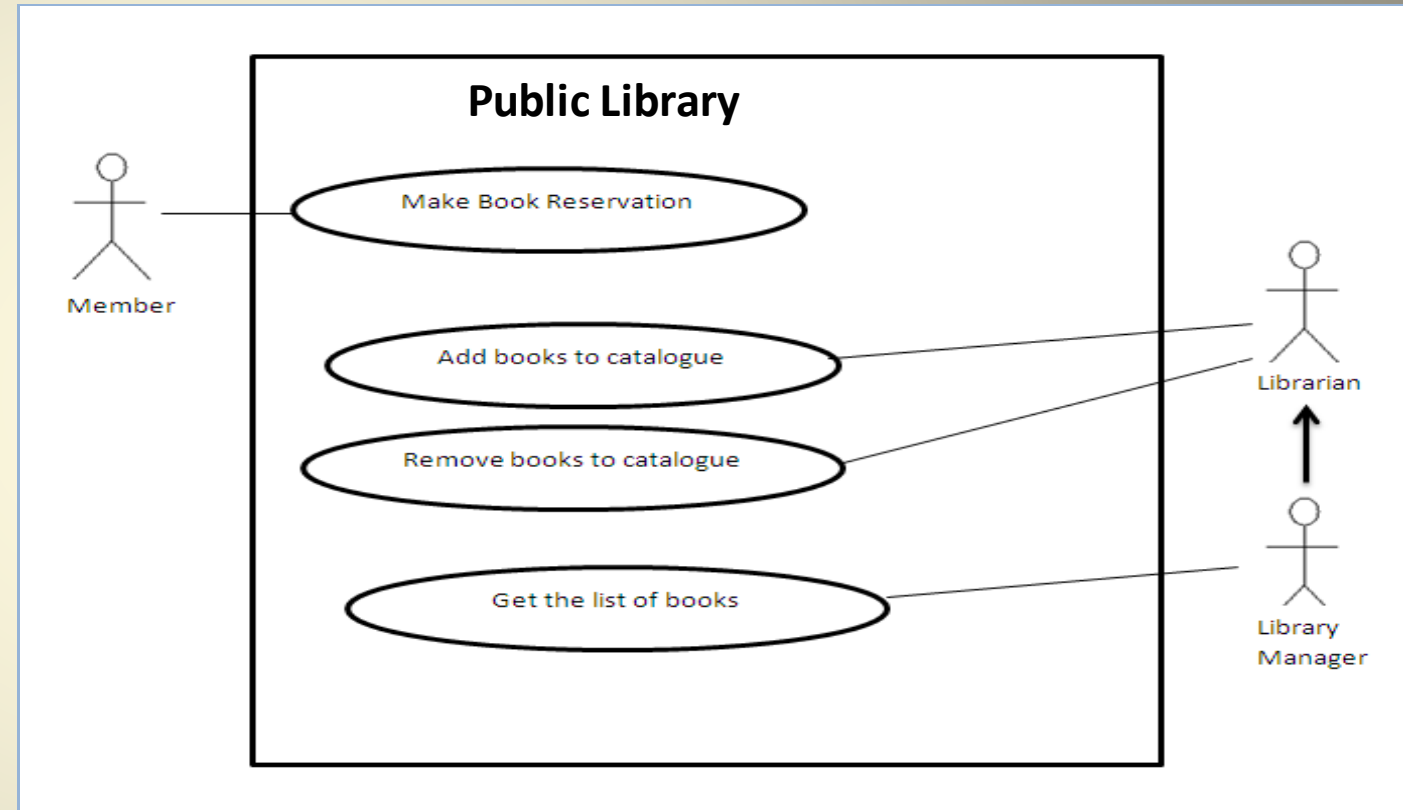 Public Library
Make Book Reservation
Member
Add books to catalogue
Librarian
Remove books to catalogue
Get the list of books
Library
Manager